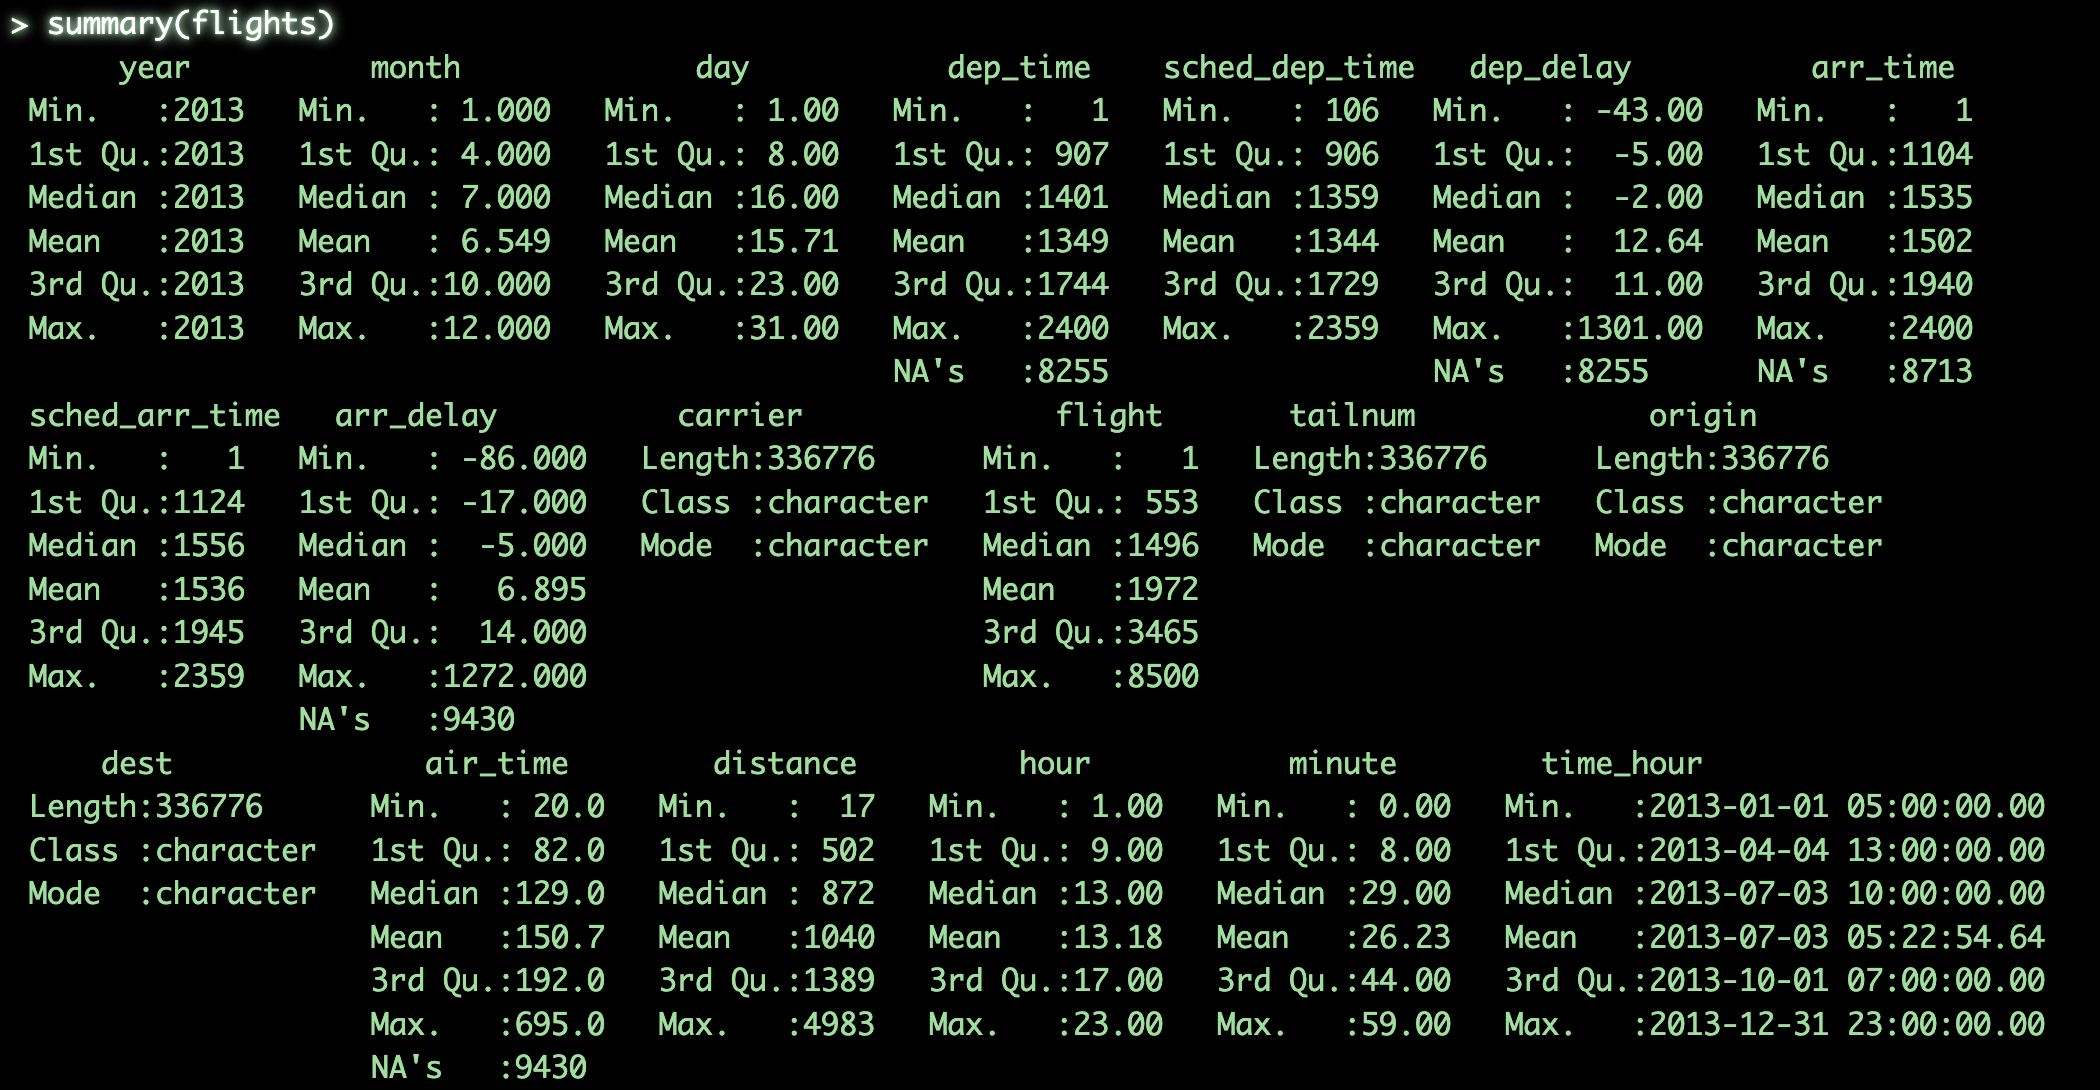 > summary(flights)
      year          month             day           dep_time    sched_dep_time   dep_delay          arr_time
 Min.   :2013   Min.   : 1.000   Min.   : 1.00   Min.   :   1   Min.   : 106   Min.   : -43.00   Min.   :   1
 1st Qu.:2013   1st Qu.: 4.000   1st Qu.: 8.00   1st Qu.: 907   1st Qu.: 906   1st Qu.:  -5.00   1st Qu.:1104
 Median :2013   Median : 7.000   Median :16.00   Median :1401   Median :1359   Median :  -2.00   Median :1535
 Mean   :2013   Mean   : 6.549   Mean   :15.71   Mean   :1349   Mean   :1344   Mean   :  12.64   Mean   :1502
 3rd Qu.:2013   3rd Qu.:10.000   3rd Qu.:23.00   3rd Qu.:1744   3rd Qu.:1729   3rd Qu.:  11.00   3rd Qu.:1940
 Max.   :2013   Max.   :12.000   Max.   :31.00   Max.   :2400   Max.   :2359   Max.   :1301.00   Max.   :2400
                                                 NA's   :8255                  NA's   :8255      NA's   :8713
 sched_arr_time   arr_delay          carrier              flight       tailnum             origin
 Min.   :   1   Min.   : -86.000   Length:336776      Min.   :   1   Length:336776      Length:336776
 1st Qu.:1124   1st Qu.: -17.000   Class :character   1st Qu.: 553   Class :character   Class :character
 Median :1556   Median :  -5.000   Mode  :character   Median :1496   Mode  :character   Mode  :character
 Mean   :1536   Mean   :   6.895                      Mean   :1972
 3rd Qu.:1945   3rd Qu.:  14.000                      3rd Qu.:3465
 Max.   :2359   Max.   :1272.000                      Max.   :8500
                NA's   :9430
     dest              air_time        distance         hour           minute        time_hour
 Length:336776      Min.   : 20.0   Min.   :  17   Min.   : 1.00   Min.   : 0.00   Min.   :2013-01-01 05:00:00.00
 Class :character   1st Qu.: 82.0   1st Qu.: 502   1st Qu.: 9.00   1st Qu.: 8.00   1st Qu.:2013-04-04 13:00:00.00
 Mode  :character   Median :129.0   Median : 872   Median :13.00   Median :29.00   Median :2013-07-03 10:00:00.00
                    Mean   :150.7   Mean   :1040   Mean   :13.18   Mean   :26.23   Mean   :2013-07-03 05:22:54.64
                    3rd Qu.:192.0   3rd Qu.:1389   3rd Qu.:17.00   3rd Qu.:44.00   3rd Qu.:2013-10-01 07:00:00.00
                    Max.   :695.0   Max.   :4983   Max.   :23.00   Max.   :59.00   Max.   :2013-12-31 23:00:00.00
                    NA's   :9430